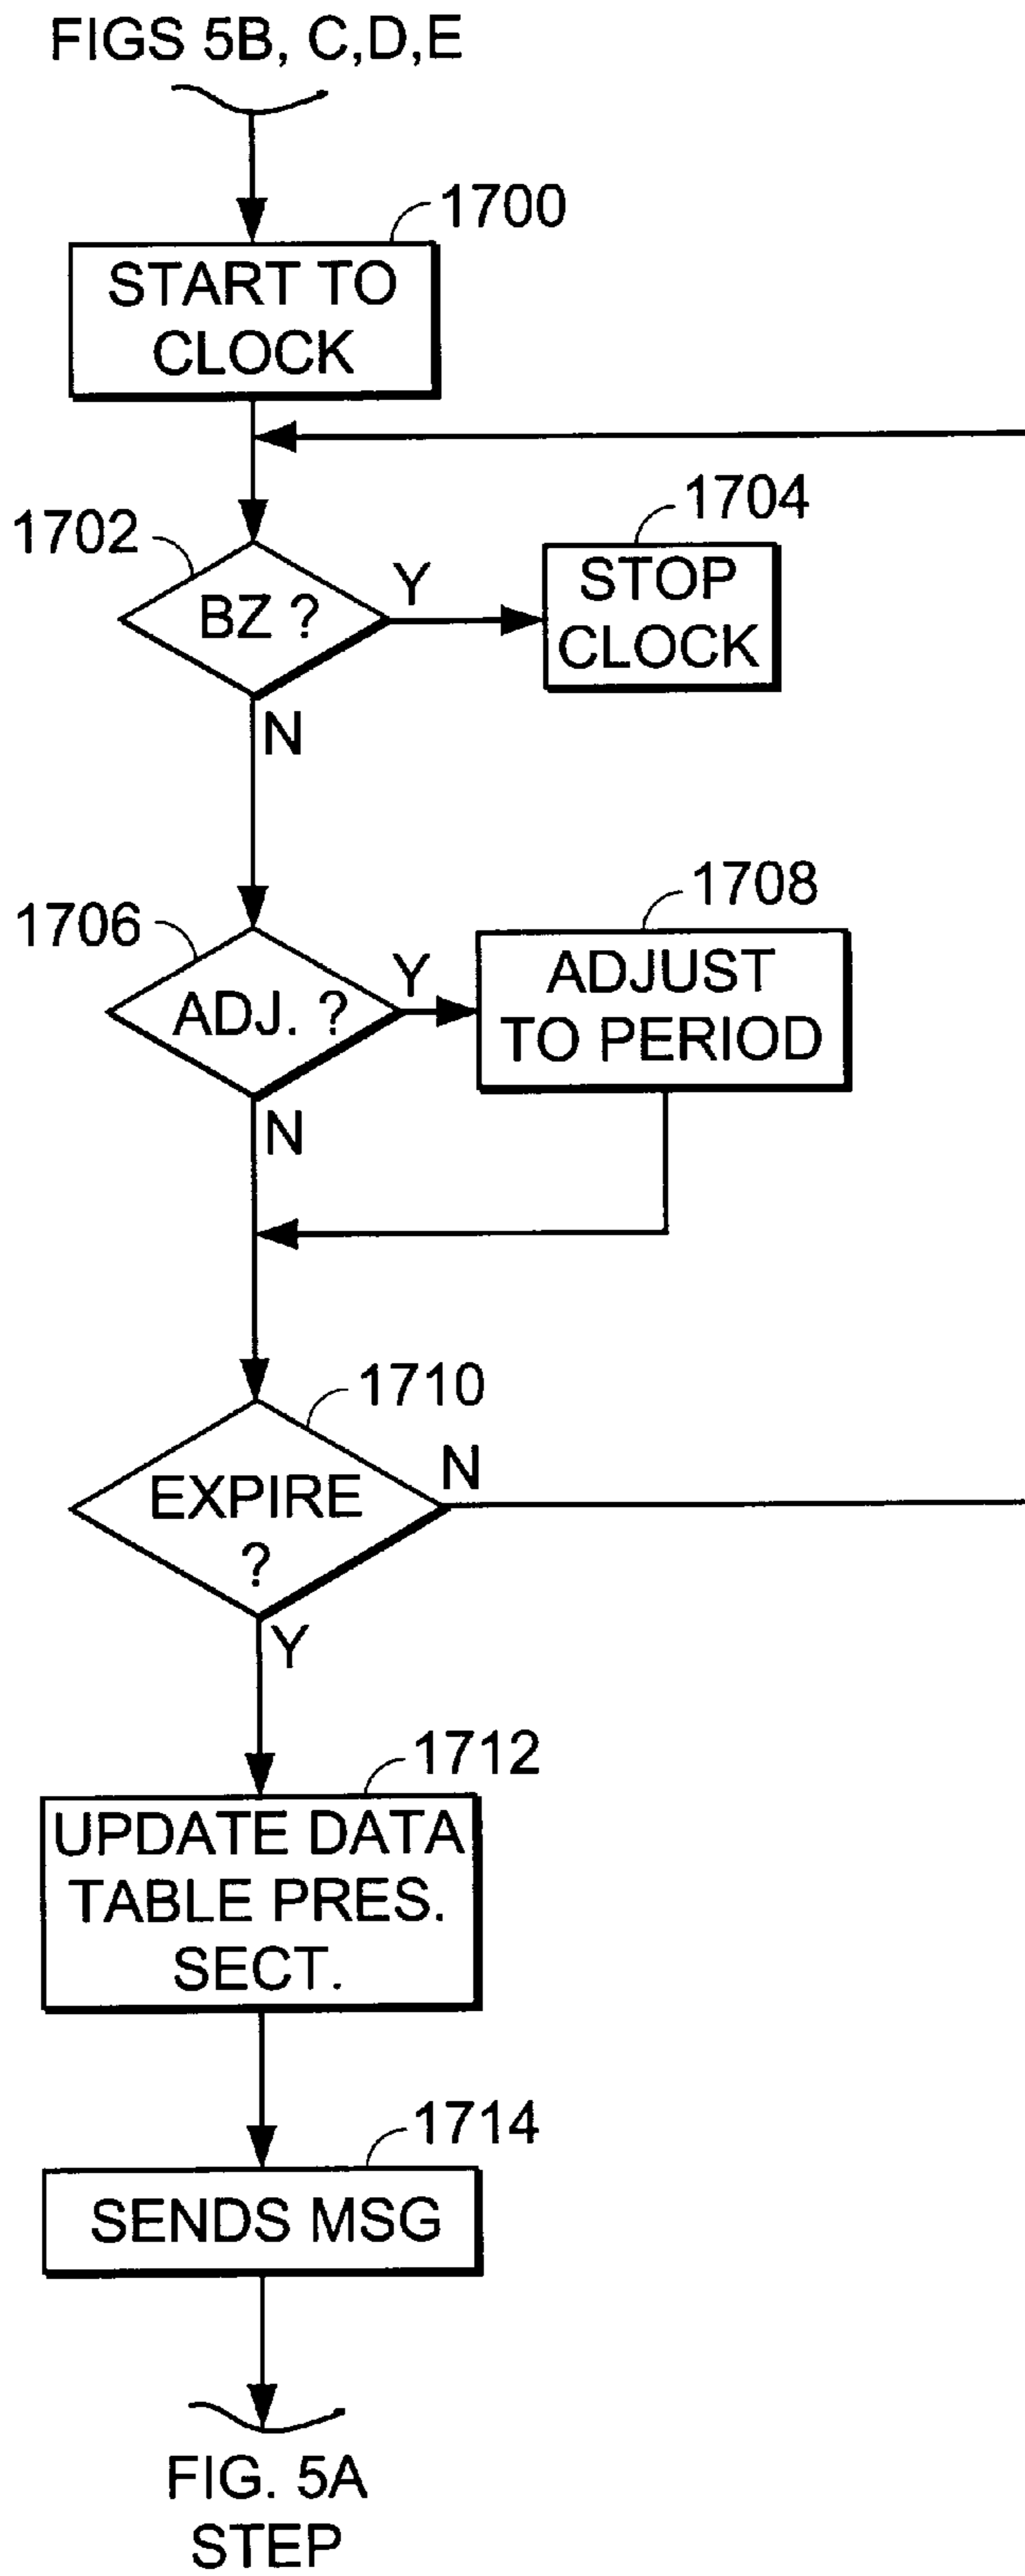 FIGS 5B, C,D,E
1700
START TO
CLOCK
1702
BZ ?
Y
1704
STOP
CLOCK
N
1706
ADJ. ?
Y
1708
ADJUST
TO PERIOD
N
1710
EXPIRE
?
N
Y
1712
UPDATE DATA
TABLE PRES.
SECT.
1714
SENDS MSG
FIG. 5A
STEP